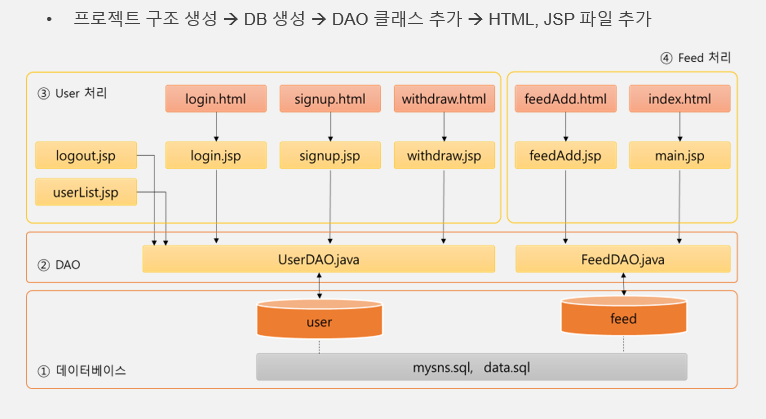 • 프로젝트 구조 생성 → DB 생성 → DAO 클래스 추가 → HTML, JSP 파일 추가
④ Feed 처리
③ User 처리
login.html
signup.html
withdraw.html
feedAdd.html
index.html
logout.jsp
login.jsp
signup.jsp
withdraw.jsp
feedAdd.jsp
main.jsp
userList.jsp
② DAO
UserDAO.java
FeedDAO.java
user
feed
① 데이터베이스
mysns.sql, data.sql